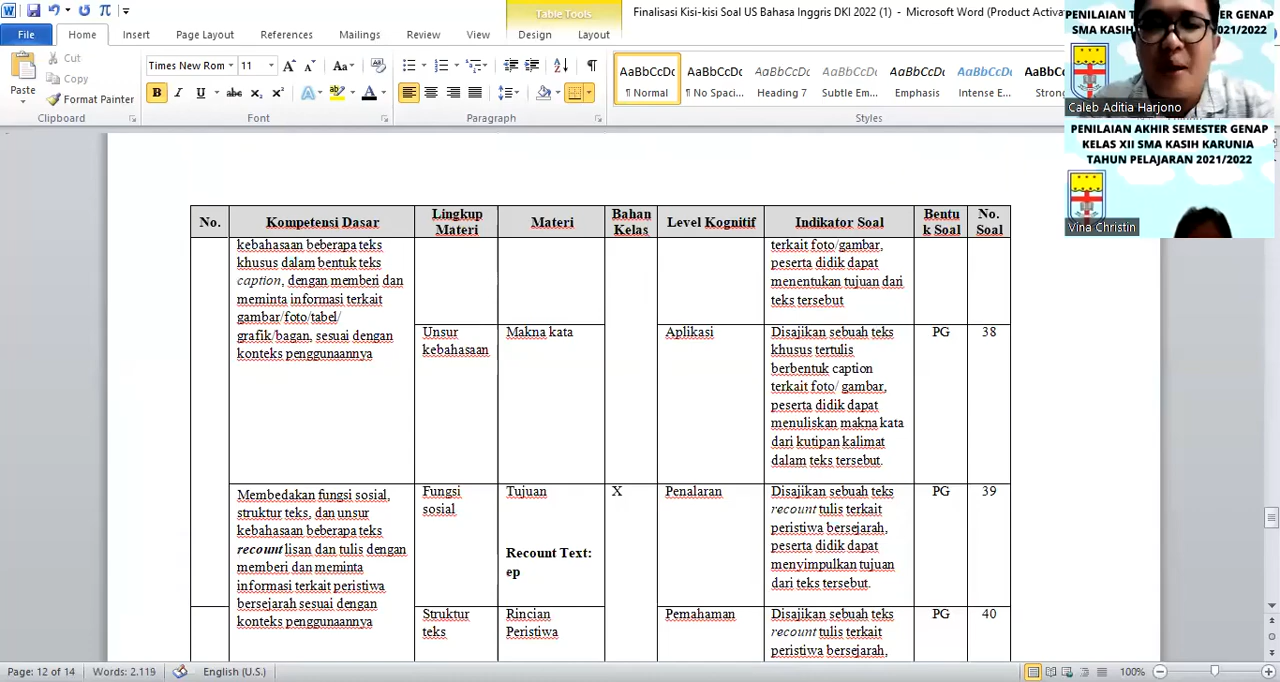 Table Tools
Finalisasi Kisi-kisi Soal US Bahasa Inggris DKI 2022 (1) - Microsoft Word (Product Activa
File Home Insert Page Layout References Mailings Review View Design Layout
Paste
Cut
Copy
Format Painter
Clipboard
Times New Rom 11
Font
Paragraph
AaBbCcDc AaBbCcDc AaBbCcDc AaBbCcDc AaBbCcDc AaBbCcDc AaBbCc
¶ Normal ¶ No Spaci... Heading 7 Subtle Em... Emphasis Intense E... Strong
Styles
2021/2022
SMA KASIH
Caleb Aditia Harjono
PENILAIAN AKHIR SEMESTER GENAP
KELAS XII SMA KASIH KARUNIA
TAHUN PELAJARAN 2021/2022
Vina Christin
No.
Kompetensi Dasar
Lingkup
Materi
Materi
Bahan
Kelas
Level Kognitif
Indikator Soal
Bentu
k Soal
No.
Soal
kebahasaan beberapa teks
khusus dalam bentuk teks
caption, dengan memberi dan
meminta informasi terkait
gambar/foto/tabel/
grafik/bagan, sesuai dengan
konteks penggunaannya
terkait foto/gambar,
peserta didik dapat
menentukan tujuan dari
teks tersebut
Unsur
kebahasaan
Makna kata
Aplikasi
Disajikan sebuah teks
khusus tertulis
berbentuk caption
terkait foto/ gambar,
peserta didik dapat
menuliskan makna kata
dari kutipan kalimat
dalam teks tersebut.
PG
38
Membedakan fungsi sosial,
struktur teks, dan unsur
kebahasaan beberapa teks
recount lisan dan tulis dengan
memberi dan meminta
informasi terkait peristiwa
bersejarah sesuai dengan
konteks penggunaannya
Fungsi
sosial
Tujuan
Recount Text:
ep
X
Penalaran
Disajikan sebuah teks
recount tulis terkait
peristiwa bersejarah,
peserta didik dapat
menyimpulkan tujuan
dari teks tersebut.
PG
39
Struktur
teks
Rincian
Peristiwa
Pemahaman
Disajikan sebuah teks
recount tulis terkait
peristiwa bersejarah,
PG
40
Page: 12 of 14 Words: 2.119 English (U.S.) 100%